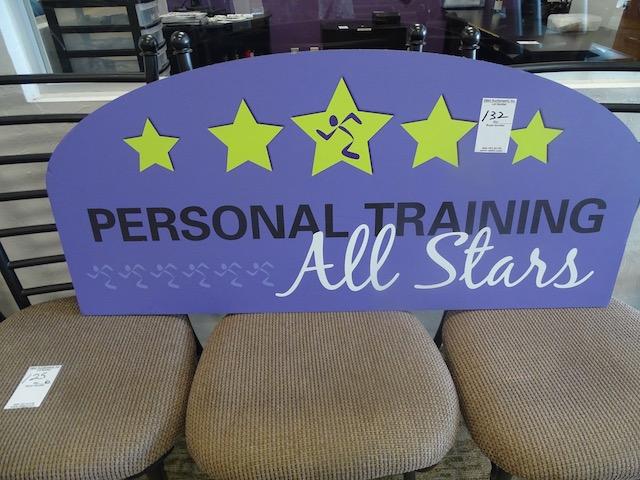 132
PERSONAL TRAINING
All Stars
125